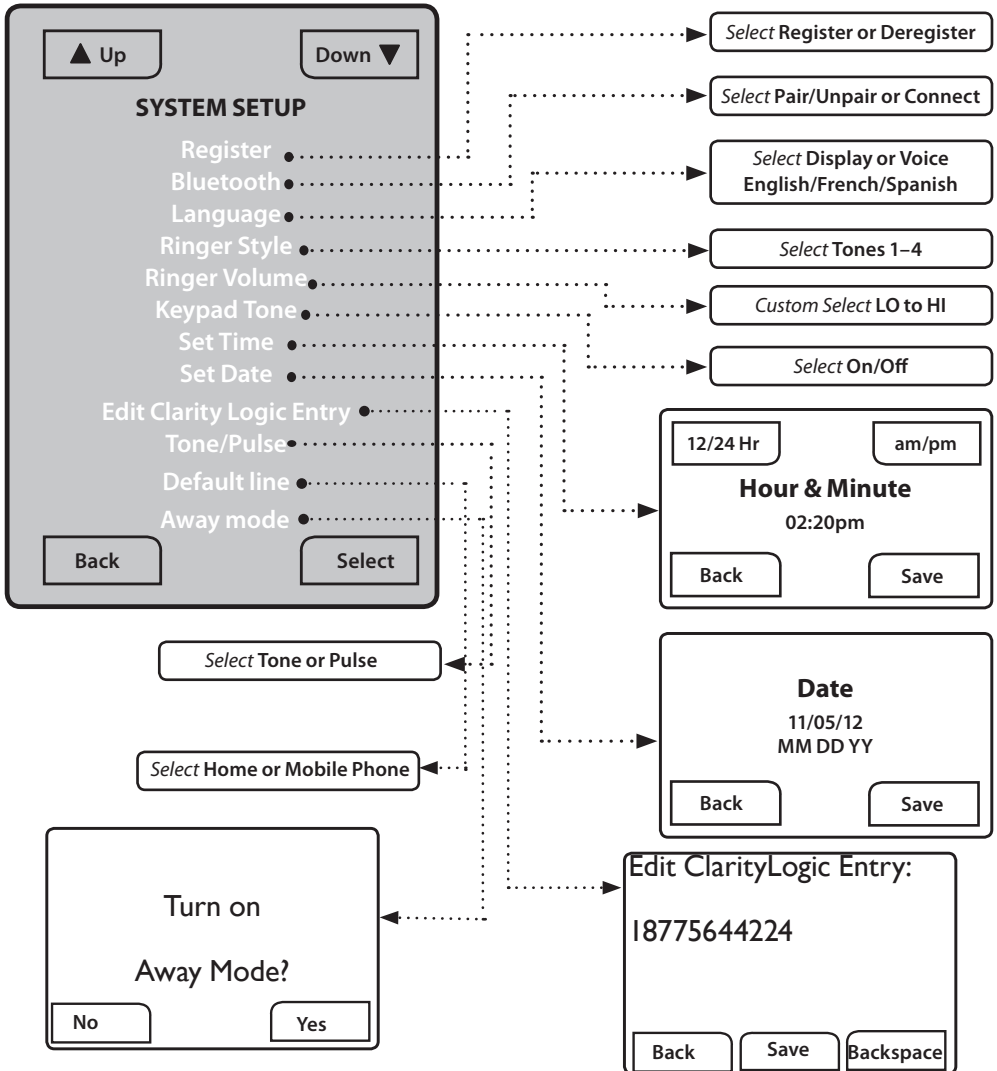 ▲ Up
Down ▼
SYSTEM SETUP
Register
Bluetooth
Language
Ringer Style
Ringer Volume
Keypad Tone
Set Time
Set Date
Edit Clarity Logic Entry
Tone/Pulse
Default line
Away mode
Back
Select
Select Register or Deregister
Select Pair/Unpair or Connect
Select Display or Voice
English/French/Spanish
Select Tones 1–4
Custom Select LO to HI
Select On/Off
12/24 Hr
am/pm
Hour & Minute
02:20pm
Back
Save
Date
11/05/12
MM DD YY
Back
Save
Select Tone or Pulse
Select Home or Mobile Phone
Turn on
Away Mode?
No
Yes
Edit ClarityLogic Entry:
18775644224
Back
Save
Backspace